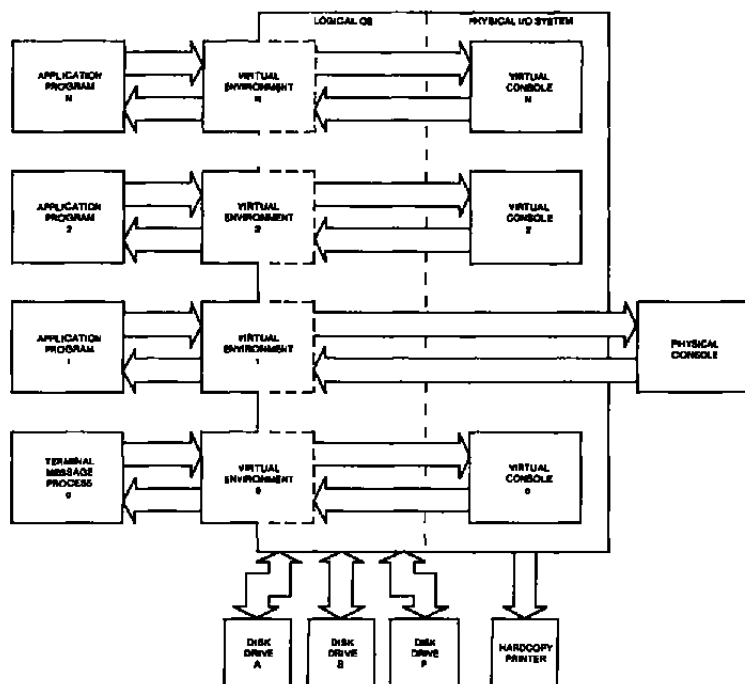 LOGICAL OS
PHYSICAL I/O SYSTEM
APPLICATION
PROGRAM
N
VIRTUAL
ENVIRONMENT
N
VIRTUAL
CONSOLE
N
APPLICATION
PROGRAM
2
VIRTUAL
ENVIRONMENT
2
VIRTUAL
CONSOLE
2
APPLICATION
PROGRAM
1
VIRTUAL
ENVIRONMENT
1
PHYSICAL
CONSOLE
TERMINAL
MESSAGE
PROCESS
0
VIRTUAL
ENVIRONMENT
0
VIRTUAL
CONSOLE
0
DISK
DRIVE
A
DISK
DRIVE
B
DISK
DRIVE
P
HARDCOPY
PRINTER